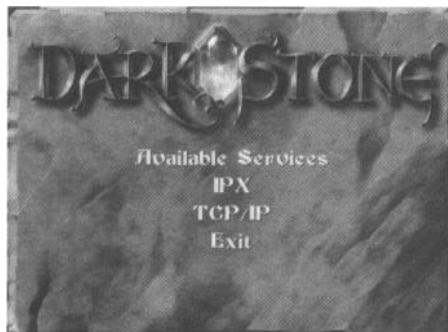 DARKSTONE
Available Services
IPX
TCP/IP
Exit